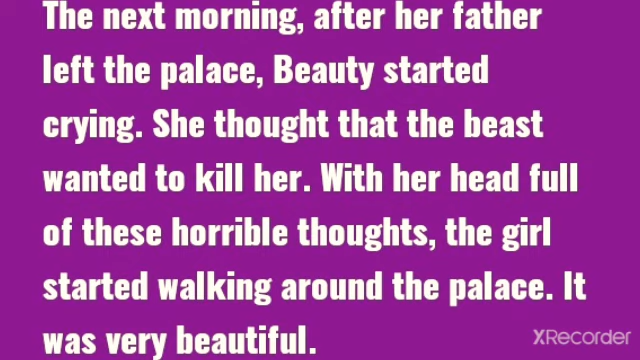 The next morning, after her father
left the palace, Beauty started
crying. She thought that the beast
wanted to kill her. With her head full
of these horrible thoughts, the girl
started walking around the palace. It
was very beautiful.
XRecorder